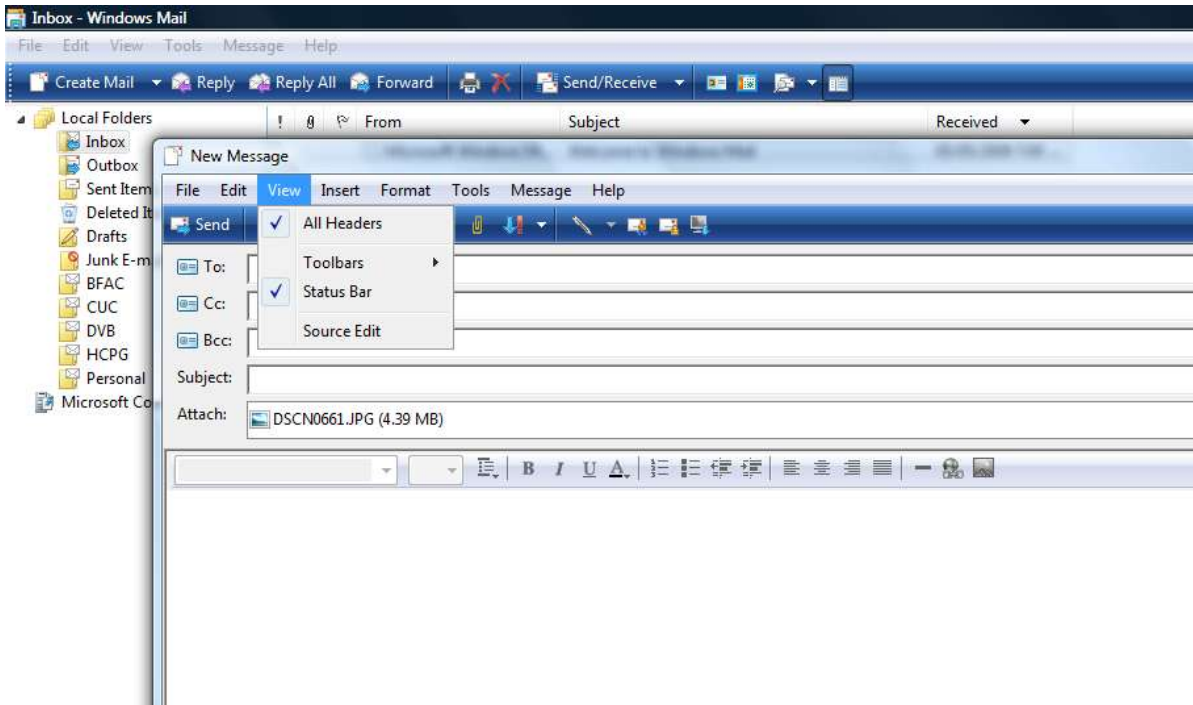 Inbox - Windows Mail
File Edit View Tools Message Help
Create Mail Reply Reply All Forward Send/Receive
Local Folders ! From Subject Received
Inbox
Outbox
Sent Item
Deleted It
Drafts
Junk E-m
BFAC
CUC
DVB
HCPG
Personal
Microsoft Co
New Message
File Edit View Insert Format Tools Message Help
Send
All Headers
Toolbars
Status Bar
Source Edit
To:
Cc:
Bcc:
Subject:
Attach: DSCN0661.JPG (4.39 MB)
B I U A